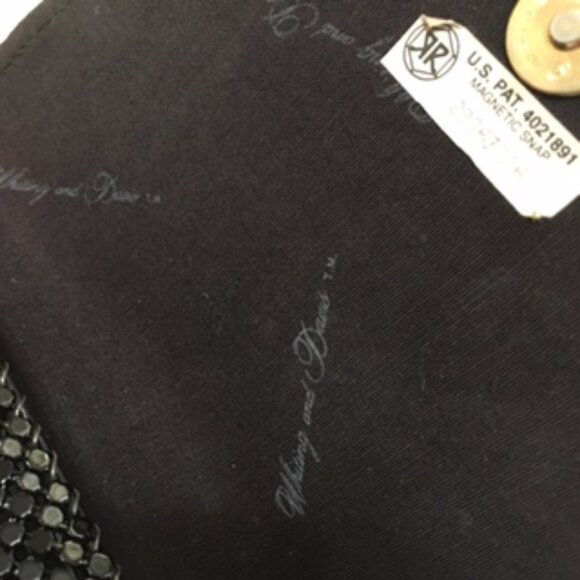 U.S. PAT. 4021891
MAGNETIC SNAP
Whiting and Davis T.M.
Whiting and Davis T.M.